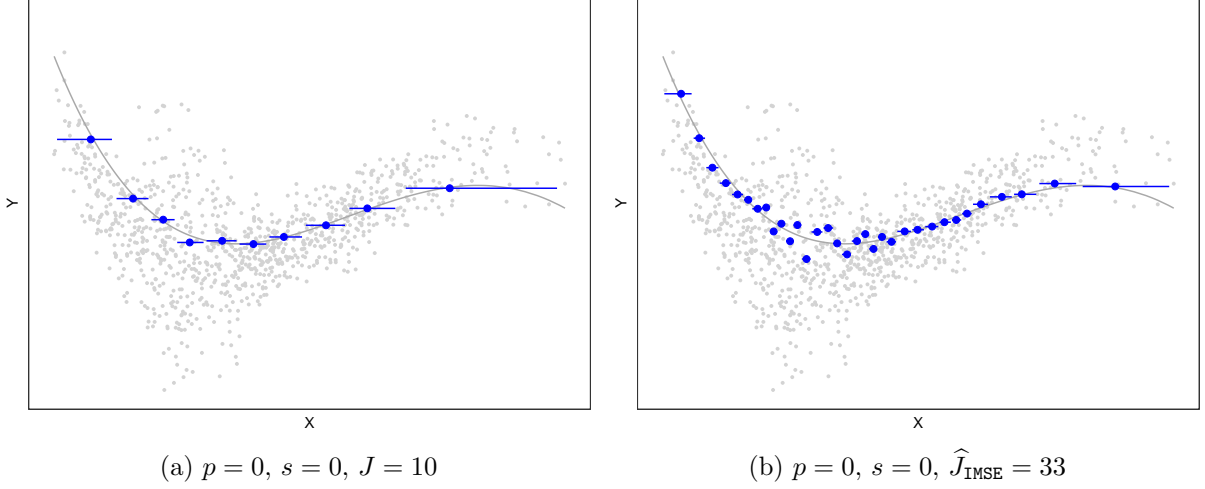 Y
X
Y
X
(a) p = 0, s = 0, J = 10
(b) p = 0, s = 0, Ĵ_IMSE = 33